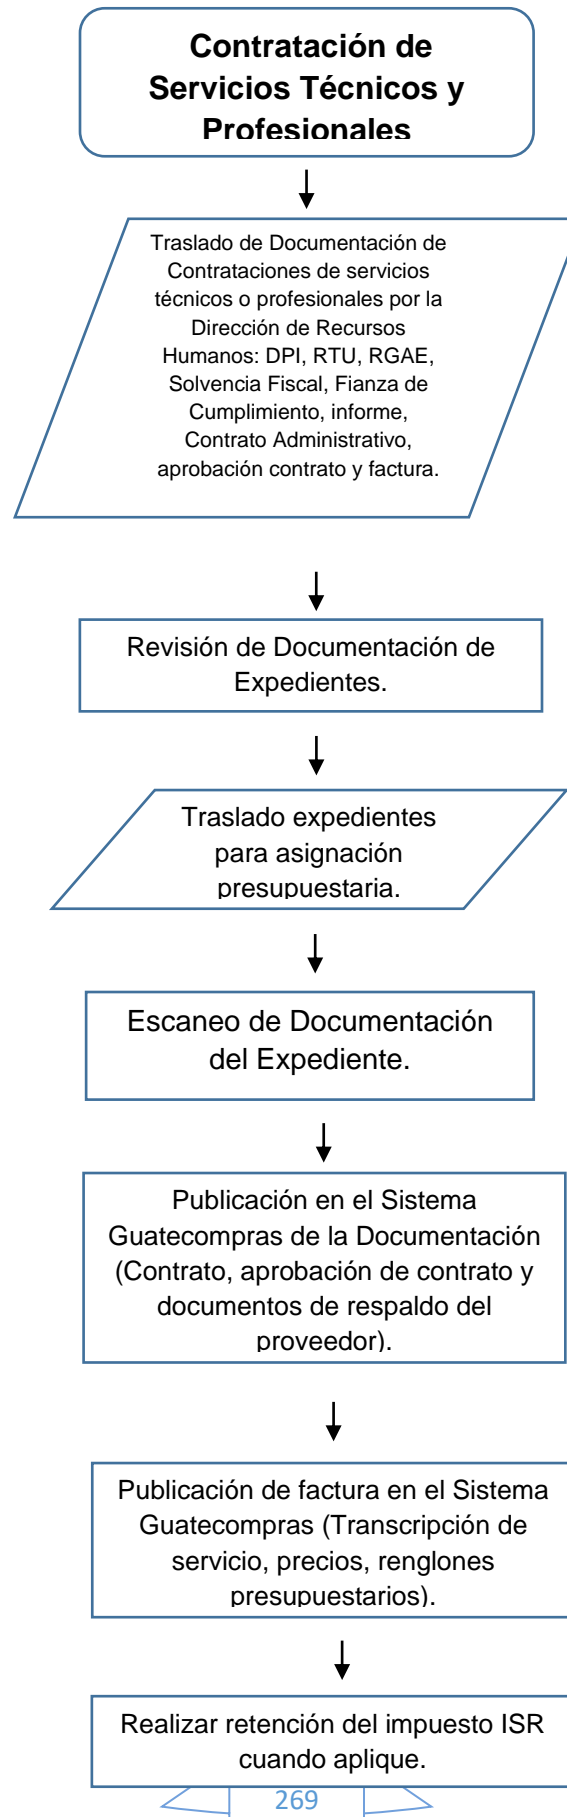 Contratación de
Servicios Técnicos y
Profesionales
Traslado de Documentación de
Contrataciones de servicios
técnicos o profesionales por la
Dirección de Recursos
Humanos: DPI, RTU, RGAE,
Solvencia Fiscal, Fianza de
Cumplimiento, informe,
Contrato Administrativo,
aprobación contrato y factura.
Revisión de Documentación de
Expedientes.
Traslado expedientes
para asignación
presupuestaria.
Escaneo de Documentación
del Expediente.
Publicación en el Sistema
Guatecompras de la Documentación
(Contrato, aprobación de contrato y
documentos de respaldo del
proveedor).
Publicación de factura en el Sistema
Guatecompras (Transcripción de
servicio, precios, renglones
presupuestarios).
Realizar retención del impuesto ISR
cuando aplique.
269